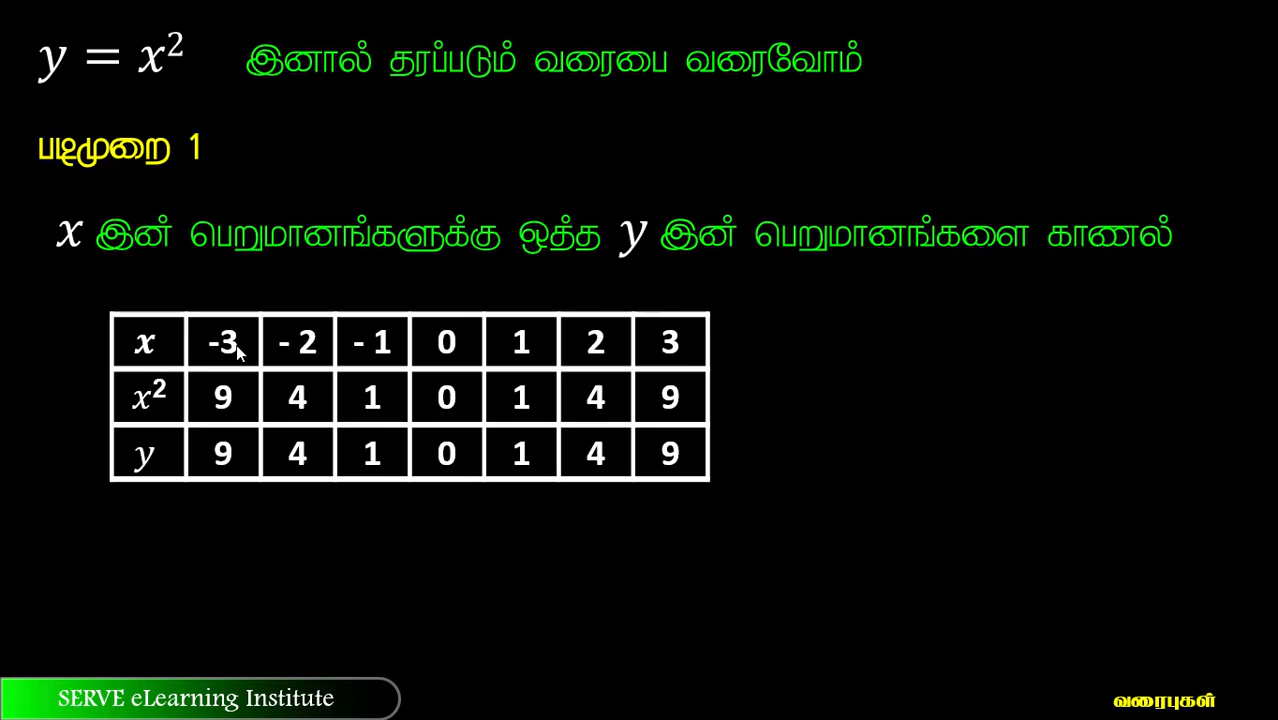 y = x² இனால் தரப்படும் வரைபை வரைவோம்
படிமுறை 1
x இன் பெறுமானங்களுக்கு ஒத்த y இன் பெறுமானங்களை காணல்
x -3 - 2 - 1 0 1 2 3
x² 9 4 1 0 1 4 9
y 9 4 1 0 1 4 9
SERVE eLearning Institute
வரைபுகள்